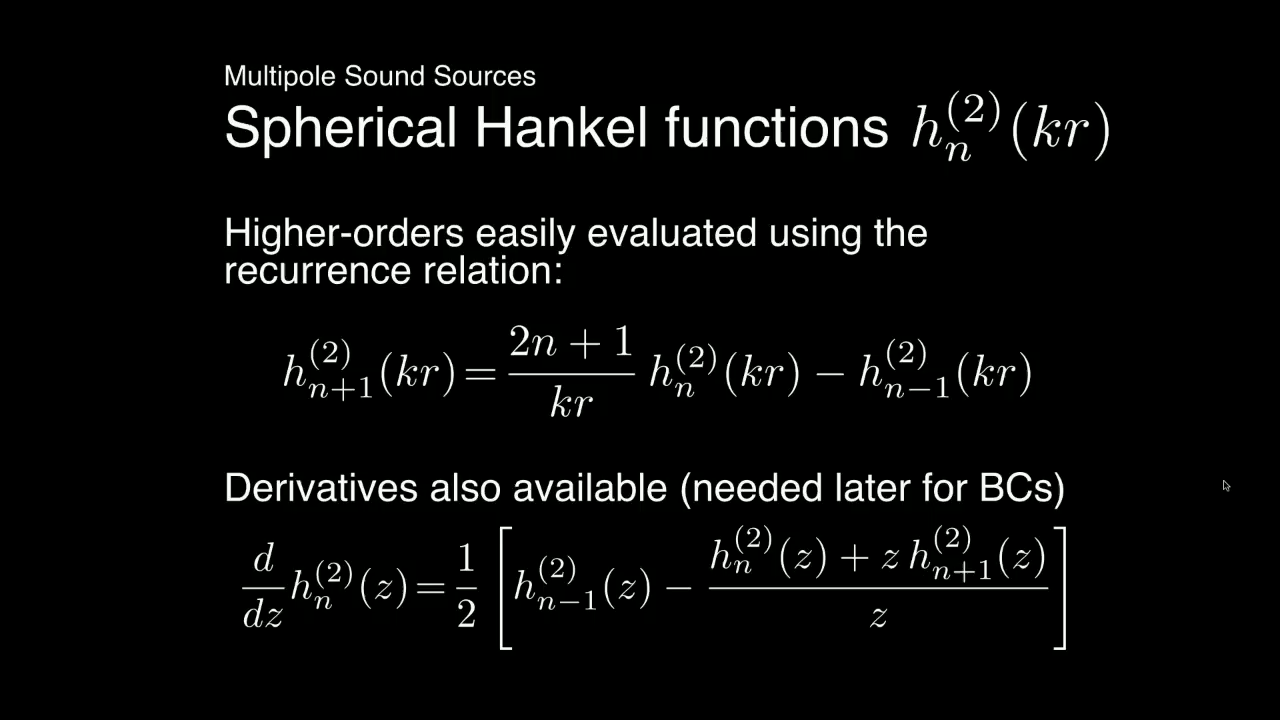 Multipole Sound Sources
Spherical Hankel functions $h_n^{(2)}(kr)$
Higher-orders easily evaluated using the
recurrence relation:
$h_{n+1}^{(2)}(kr) = \frac{2n+1}{kr} h_n^{(2)}(kr) - h_{n-1}^{(2)}(kr)$
Derivatives also available (needed later for BCs)
$\frac{d}{dz} h_n^{(2)}(z) = \frac{1}{2} \left[ h_{n-1}^{(2)}(z) - \frac{h_n^{(2)}(z) + z \, h_{n+1}^{(2)}(z)}{z} \right]$